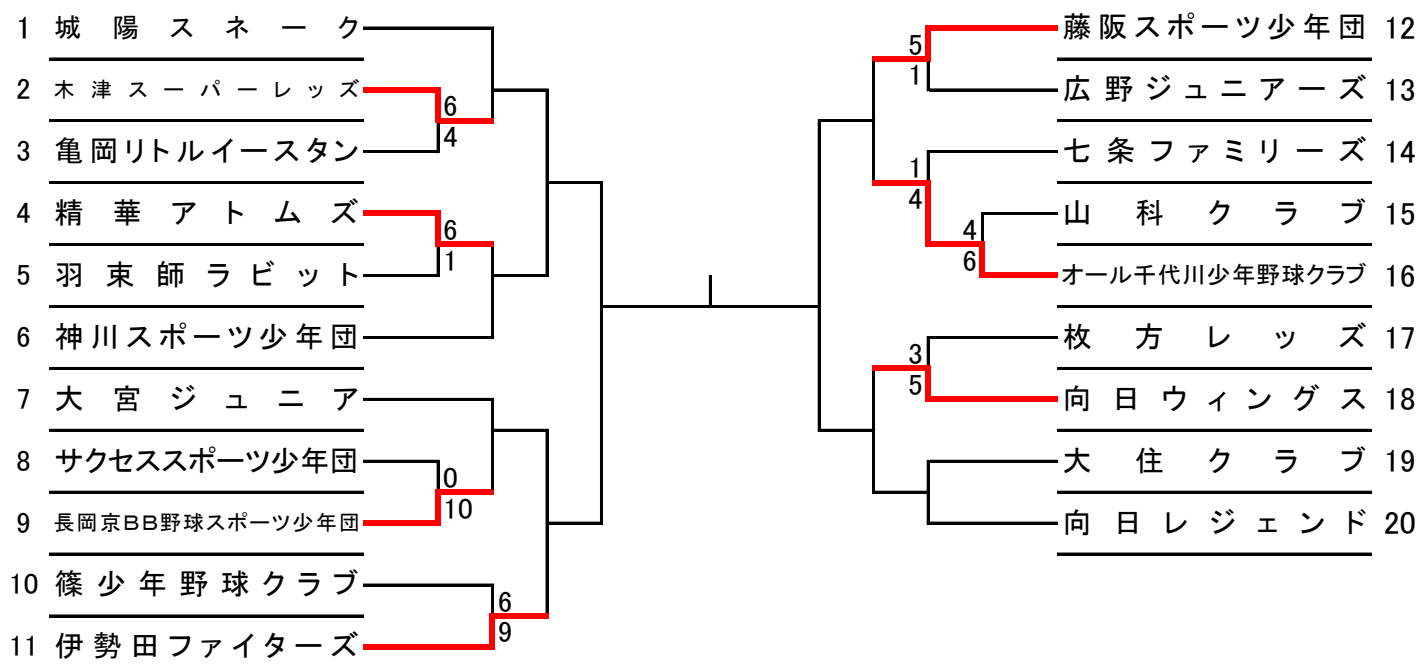 1 城陽スネーク
2 木津スーパーレッズ
6
4
3 亀岡リトルイースタン
4 精華アトムズ
6
1
5 羽束師ラビット
6 神川スポーツ少年団
7 大宮ジュニア
8 サクセススポーツ少年団
0
10
9 長岡京BB野球スポーツ少年団
10 篠少年野球クラブ
6
9
11 伊勢田ファイターズ
藤阪スポーツ少年団 12
5
1
広野ジュニアーズ 13
七条ファミリーズ 14
1
4
山科クラブ 15
4
6
オール千代川少年野球クラブ 16
枚方レッズ 17
3
5
向日ウィングス 18
大住クラブ 19
向日レジェンド 20